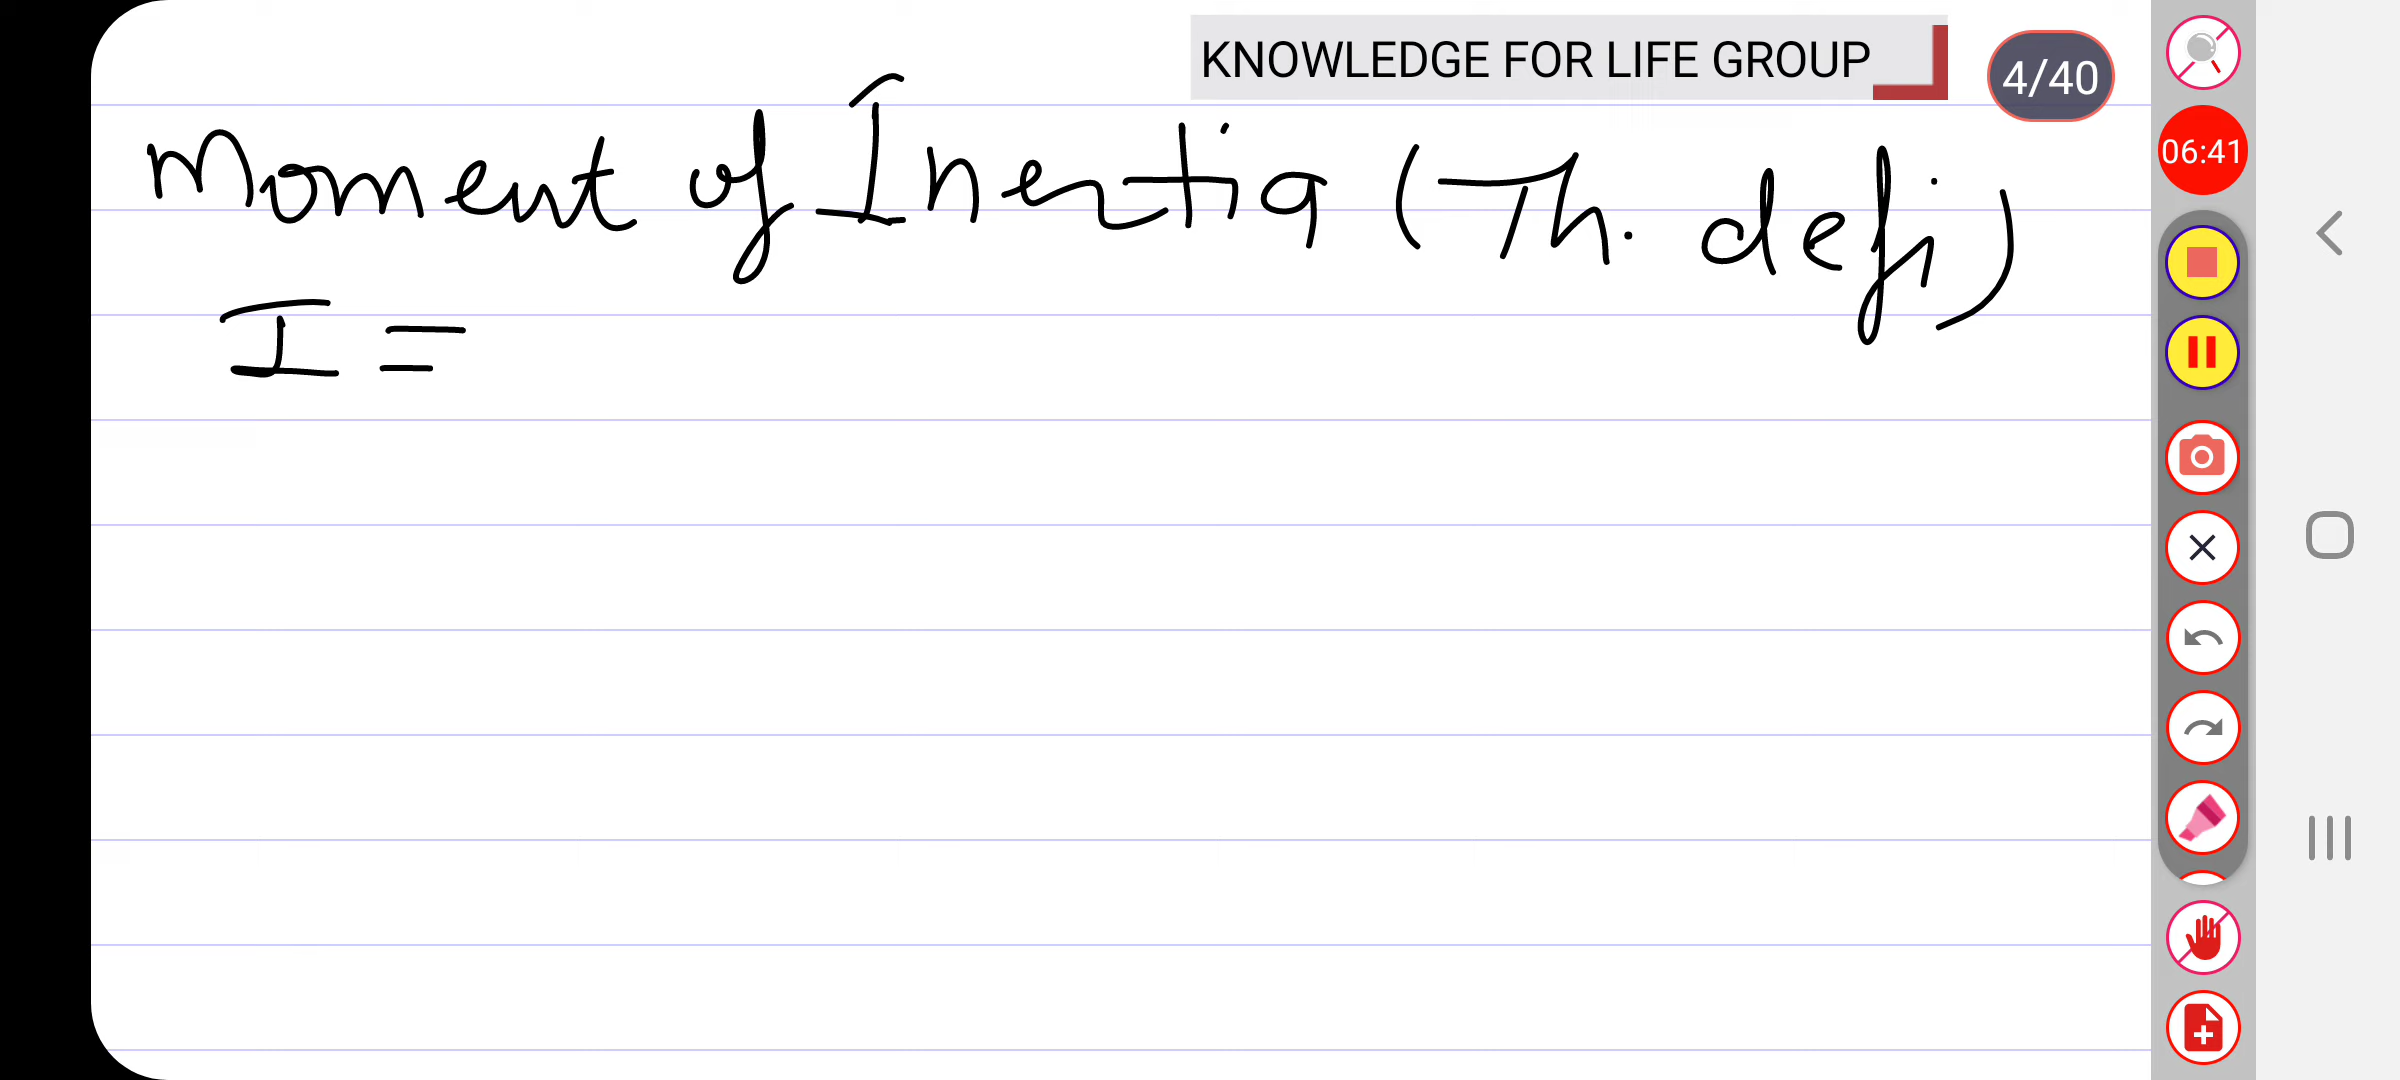 KNOWLEDGE FOR LIFE GROUP
4/40
06:41
Moment of Inertia (Th. defi)
I =